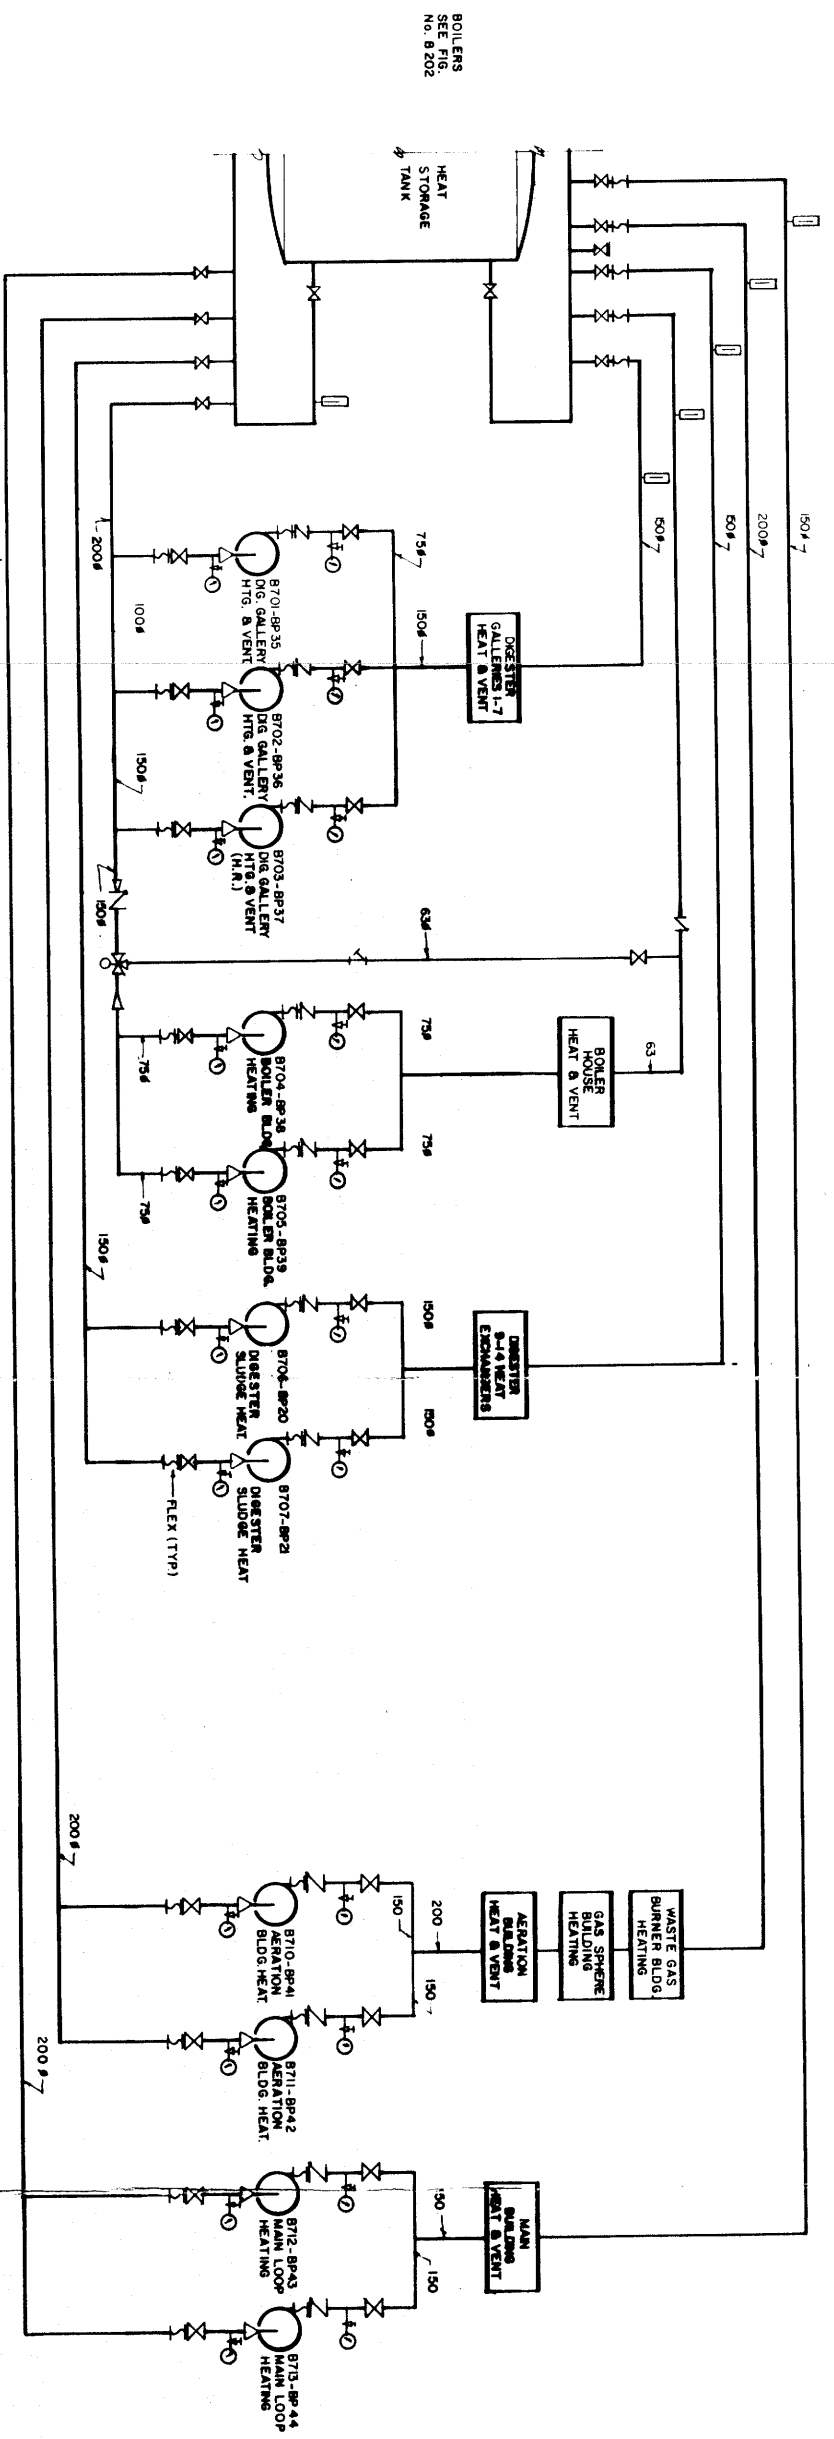 BOILERS
SEE FIG.
No. B 202
HEAT
STORAGE
TANK
150ø
200ø
150ø
150ø
200ø
100ø
150ø
150ø
75ø
150ø
DIGESTER
GALLERIES 1-7
HEAT & VENT
B701-BP35
DIG. GALLERY
HTG. & VENT
B702-BP36
DIG GALLERY
HTG. & VENT.
B703-BP37
DIG GALLERY
HTG. & VENT
(H.R.)
63ø
75ø
75ø
75ø
75ø
63
BOILER
HOUSE
HEAT & VENT
B704-BP38
BOILER BLDG
HEATING
B705-BP39
BOILER BLDG.
HEATING
150ø
150ø
150ø
DIGESTER
9-14 HEAT
EXCHANGERS
B706-BP20
DIGESTER
SLUDGE HEAT.
B707-BP21
DIGESTER
SLUDGE HEAT
FLEX (TYP.)
200ø
200
150
150
WASTE GAS
BURNER BLDG.
HEATING
GAS SPHERE
BUILDING
HEATING
AERATION
BUILDING
HEAT & VENT
B710-BP41
AERATION
BLDG. HEAT.
B711-BP42
AERATION
BLDG. HEAT.
200ø
150
150
MAIN
BUILDING
HEAT & VENT
B712-BP43
MAIN LOOP
HEATING
B713-BP44
MAIN LOOP
HEATING